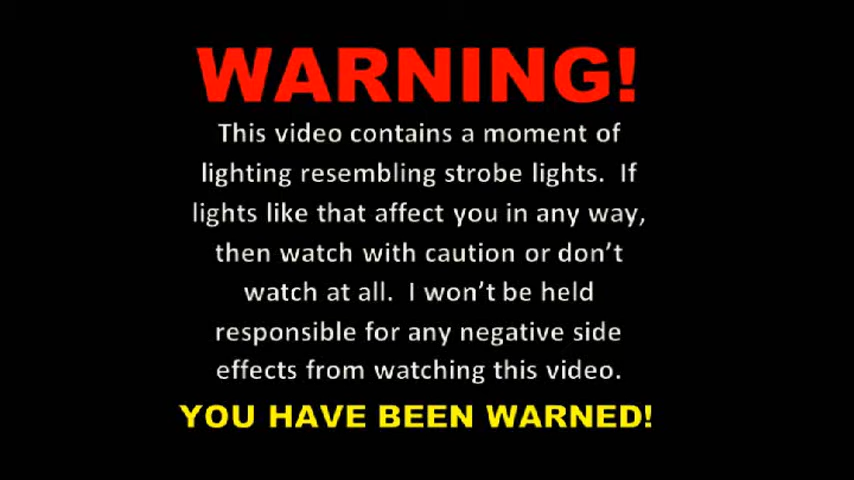 WARNING!
This video contains a moment of
lighting resembling strobe lights.  If
lights like that affect you in any way,
then watch with caution or don’t
watch at all.  I won’t be held
responsible for any negative side
effects from watching this video.
YOU HAVE BEEN WARNED!